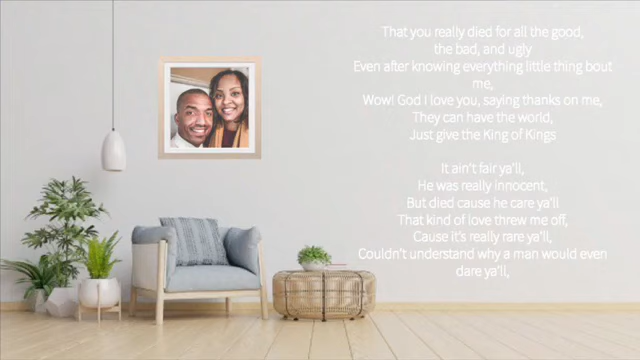 That you really died for all the good,
the bad, and ugly
Even after knowing everything little thing bout
me,
Wow! God I love you, saying thanks on me,
They can have the world,
Just give the King of Kings
It ain't fair ya'll,
He was really innocent,
But died cause he care ya'll
That kind of love threw me off,
Cause it's really rare ya'll,
Couldn't understand why a man would even
dare ya'll,